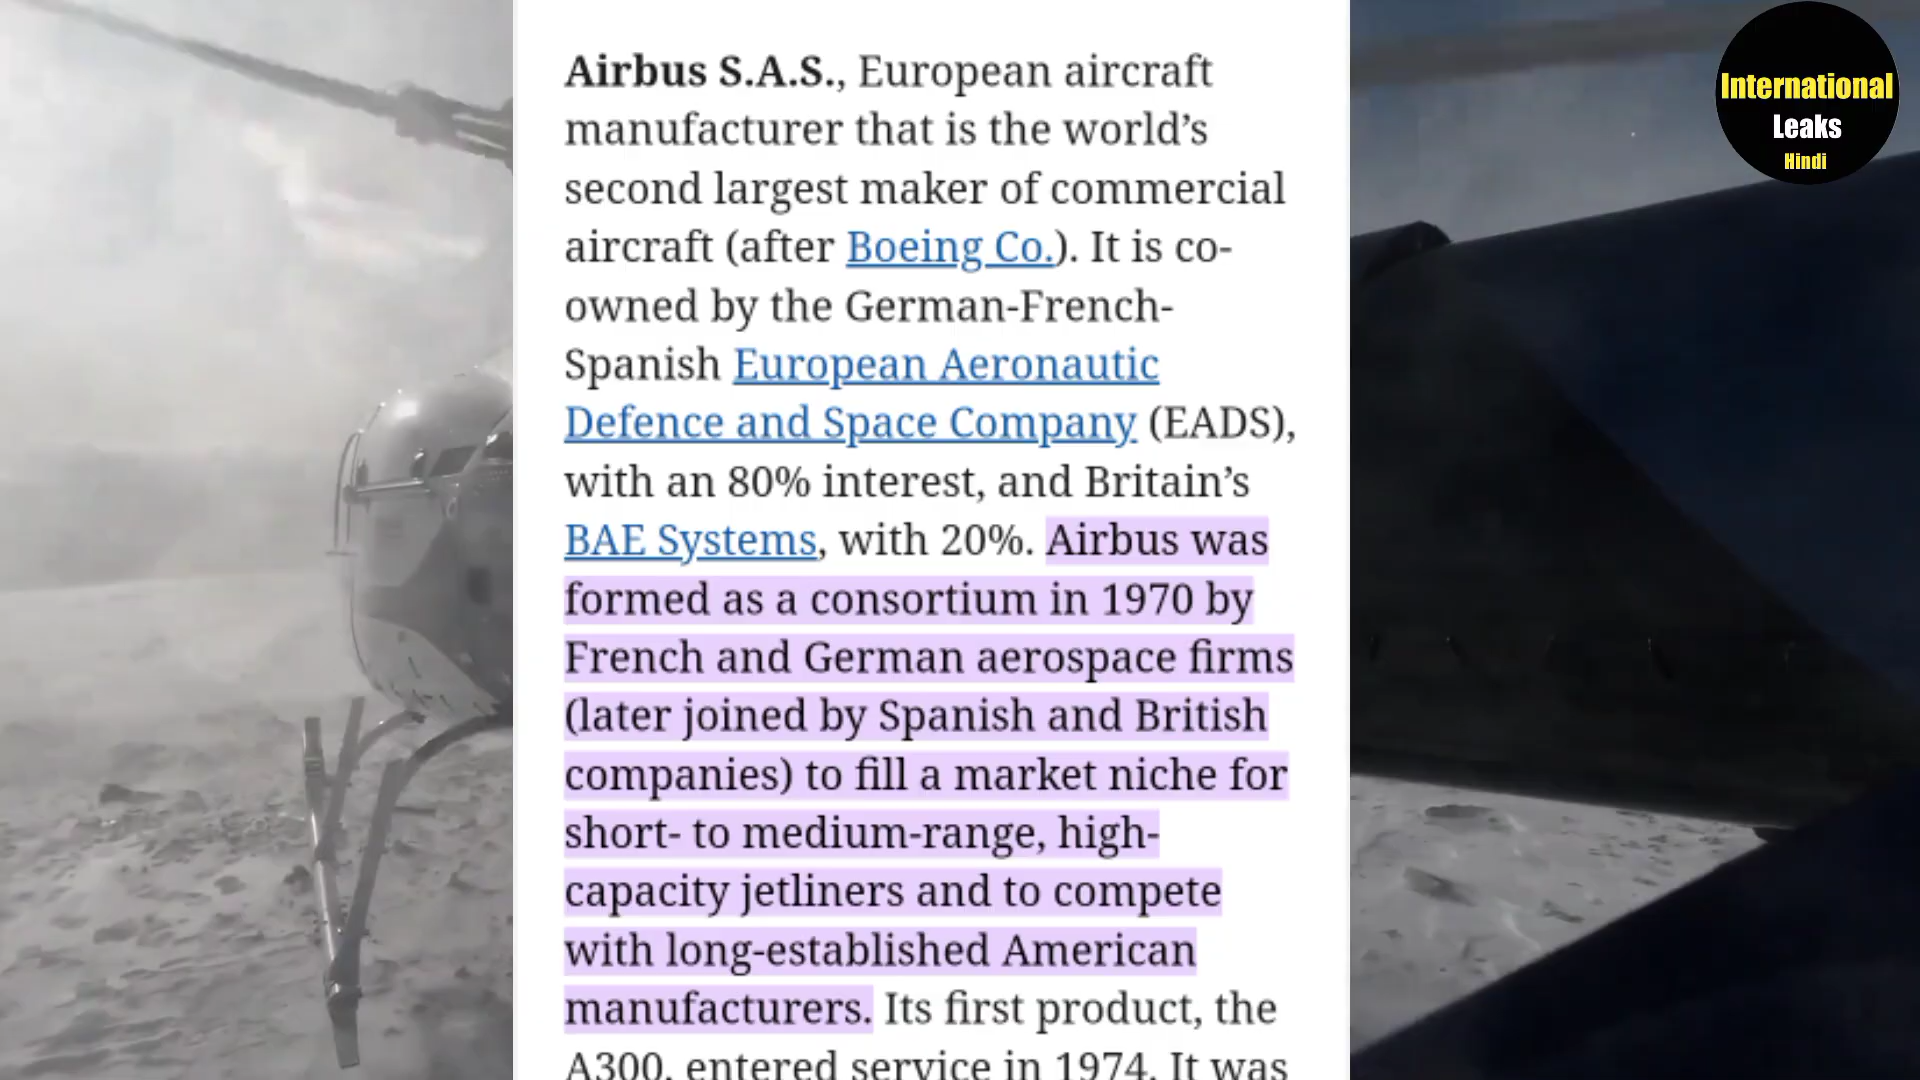 Airbus S.A.S., European aircraft
manufacturer that is the world’s
second largest maker of commercial
aircraft (after Boeing Co.). It is co-
owned by the German-French-
Spanish European Aeronautic
Defence and Space Company (EADS),
with an 80% interest, and Britain’s
BAE Systems, with 20%. Airbus was
formed as a consortium in 1970 by
French and German aerospace firms
(later joined by Spanish and British
companies) to fill a market niche for
short- to medium-range, high-
capacity jetliners and to compete
with long-established American
manufacturers. Its first product, the
A300, entered service in 1974. It was
International
Leaks
Hindi